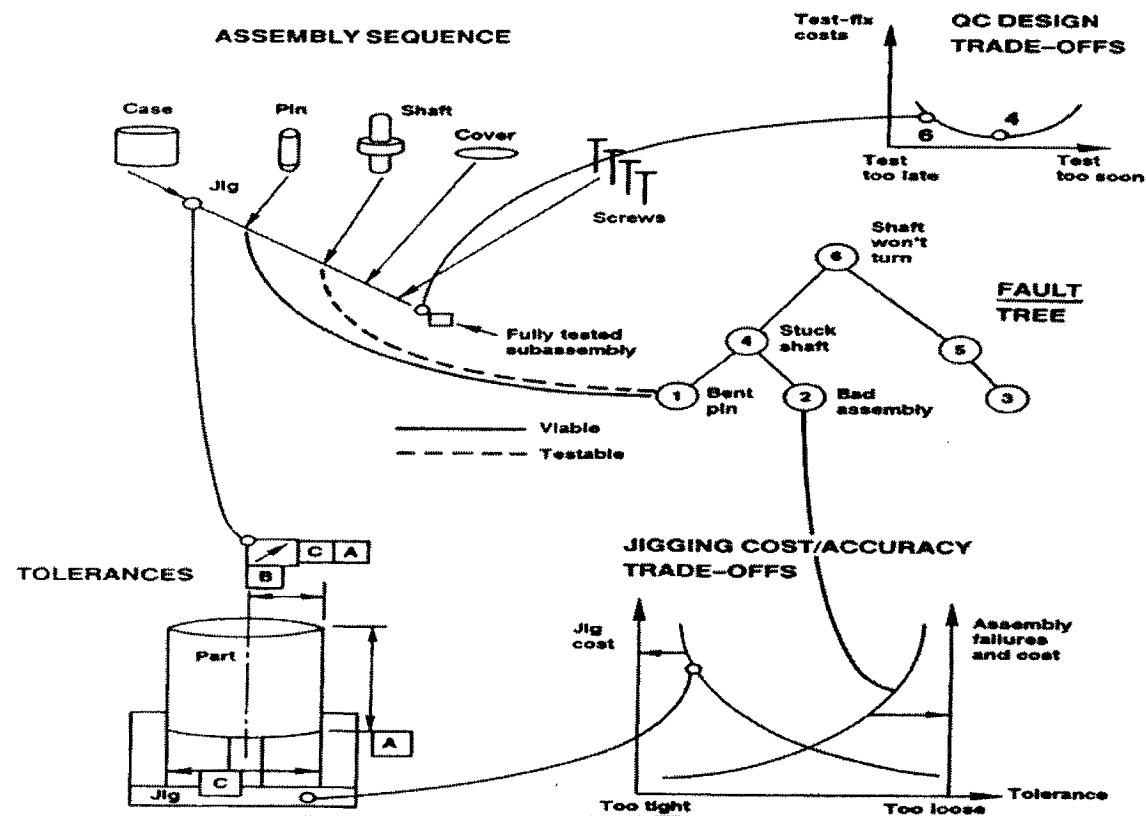 ASSEMBLY SEQUENCE
Case
Pin
Shaft
Cover
Jig
Screws
Fully tested
subassembly
Viable
Testable
Test-fix
costs
QC DESIGN
TRADE-OFFS
6
4
Test
too late
Test
too soon
Shaft
won't
turn
6
FAULT
TREE
4
Stuck
shaft
5
1
Bent
pin
2
Bad
assembly
3
TOLERANCES
C A
B
Part
A
C
Jig
JIGGING COST/ACCURACY
TRADE-OFFS
Jig
cost
Assembly
failures
and cost
Too tight
Too loose
Tolerance